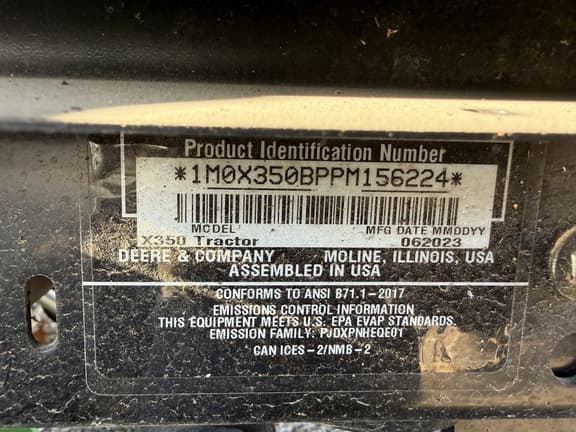 Product Identification Number
*1M0X350BPPM156224*
MODEL MFG DATE MMDDYY
X350 Tractor 062023
DEERE & COMPANY MOLINE, ILLINOIS, USA
ASSEMBLED IN USA
CONFORMS TO ANSI B71.1-2017
EMISSIONS CONTROL INFORMATION
THIS EQUIPMENT MEETS U.S. EPA EVAP STANDARDS.
EMISSION FAMILY: PJDXPNHEQE01
CAN ICES-2/NMB-2